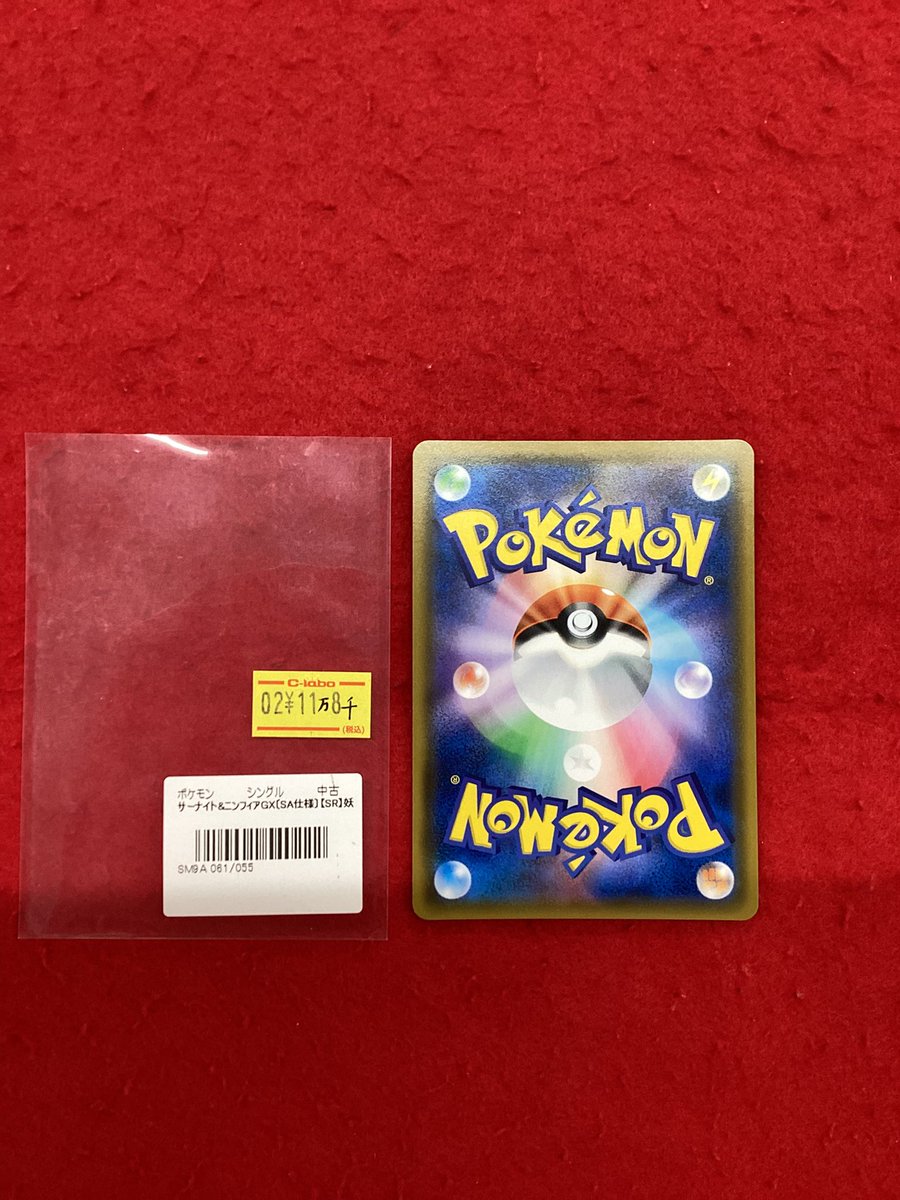 C-labo
02¥11万8千
(税込)
ポケモン シングル 中古
サーナイト&ニンフィアGX〔SA仕様〕【SR】妖
SM9A 061/055
POKéMON
®
®
POKéMON